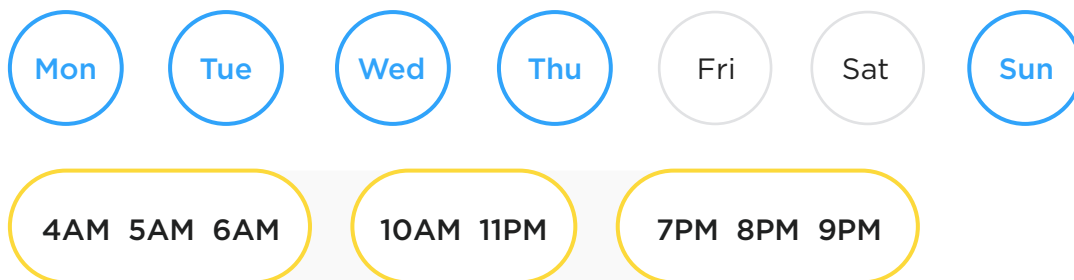 Mon Tue Wed Thu Fri Sat Sun
4AM 5AM 6AM 10AM 11PM 7PM 8PM 9PM